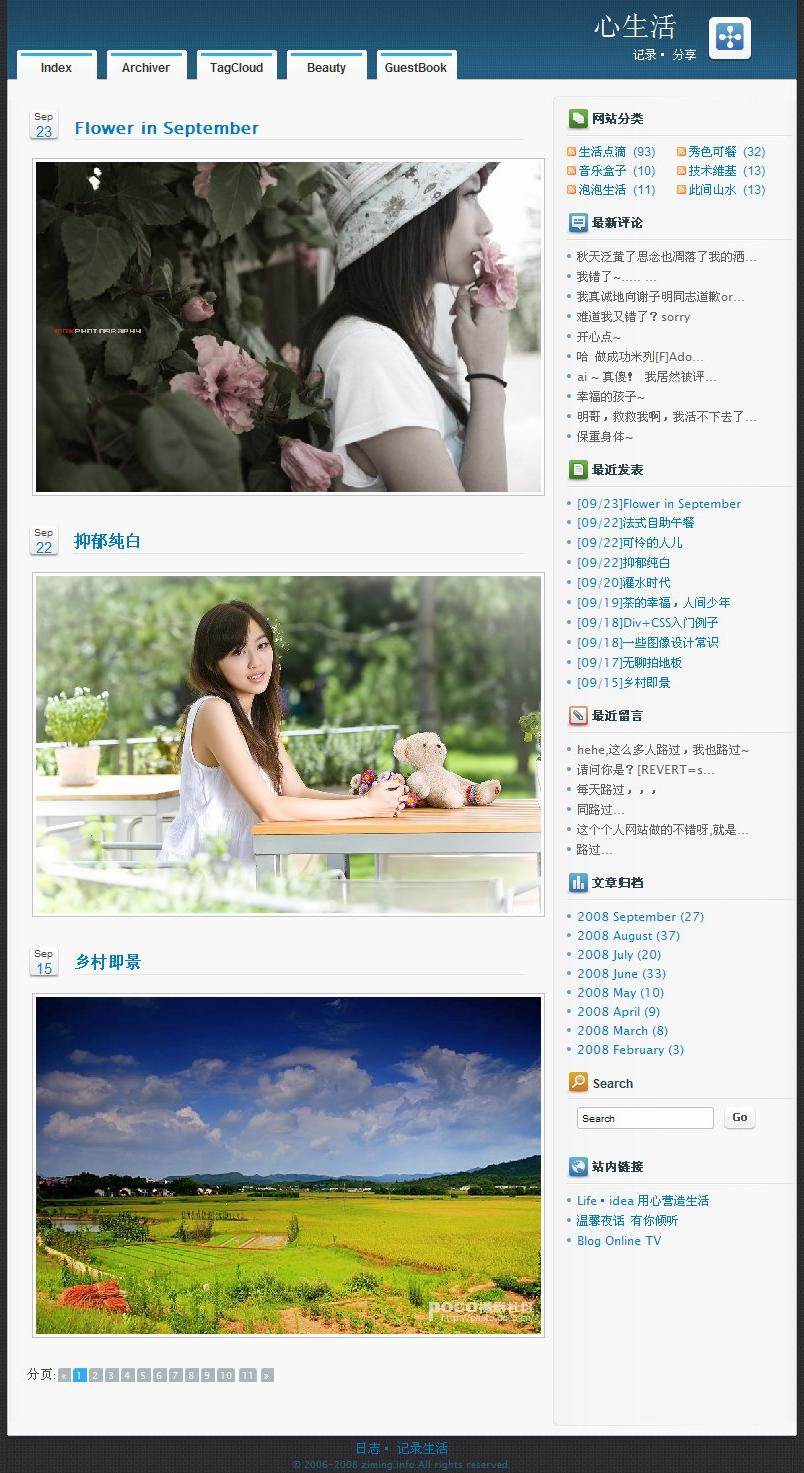 心生活
记录 · 分享
Index
Archiver
TagCloud
Beauty
GuestBook
Sep
23
Flower in September
PHOTOGRAPHY
Sep
22
抑郁纯白
Sep
15
乡村即景
poco摄影社区
分页: « 1 2 3 4 5 6 7 8 9 10 11 »
网站分类
生活点滴 (93) 秀色可餐 (32)
音乐盒子 (10) 技术維基 (13)
泡泡生活 (11) 此间山水 (13)
最新评论
秋天泛黄了思念也凋落了我的洒...
我错了~..... ...
我真诚地向谢子明同志道歉or...
难道我又错了？sorry
开心点~
哈 做成功米列[F]Ado...
ai ~ 真傻！ 我居然被评...
幸福的孩子~
明哥，救救我啊，我活不下去了...
保重身体~
最近发表
[09/23]Flower in September
[09/22]法式自助午餐
[09/22]可怜的人儿
[09/22]抑郁纯白
[09/20]灌水时代
[09/19]茶的幸福，人间少年
[09/18]Div+CSS入门例子
[09/18]一些图像设计常识
[09/17]无聊拍地板
[09/15]乡村即景
最近留言
hehe,这么多人路过，我也路过~
请问你是？[REVERT=s...
每天路过，，，
同路过...
这个个人网站做的不错呀,就是...
路过...
文章归档
2008 September (27)
2008 August (37)
2008 July (20)
2008 June (33)
2008 May (10)
2008 April (9)
2008 March (8)
2008 February (3)
Search
Search Go
站内链接
Life · idea 用心营造生活
温馨夜话 有你倾听
Blog Online TV
日志 · 记录生活
© 2006-2008 ziming.info All rights reserved.